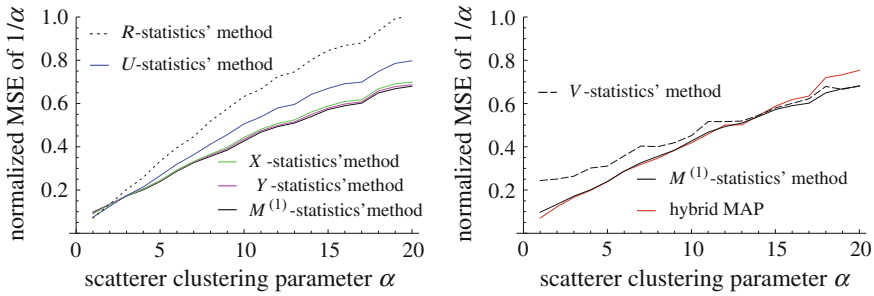 normalized MSE of 1/α
1.0
0.8
0.6
0.4
0.2
R-statistics' method
U-statistics' method
X -statistics'method
Y -statistics'method
M(1)-statistics'method
0 5 10 15 20
scatterer clustering parameter α
normalized MSE of 1/α
1.0
0.8
0.6
0.4
0.2
V-statistics' method
M(1)-statistics' method
hybrid MAP
0 5 10 15 20
scatterer clustering parameter α